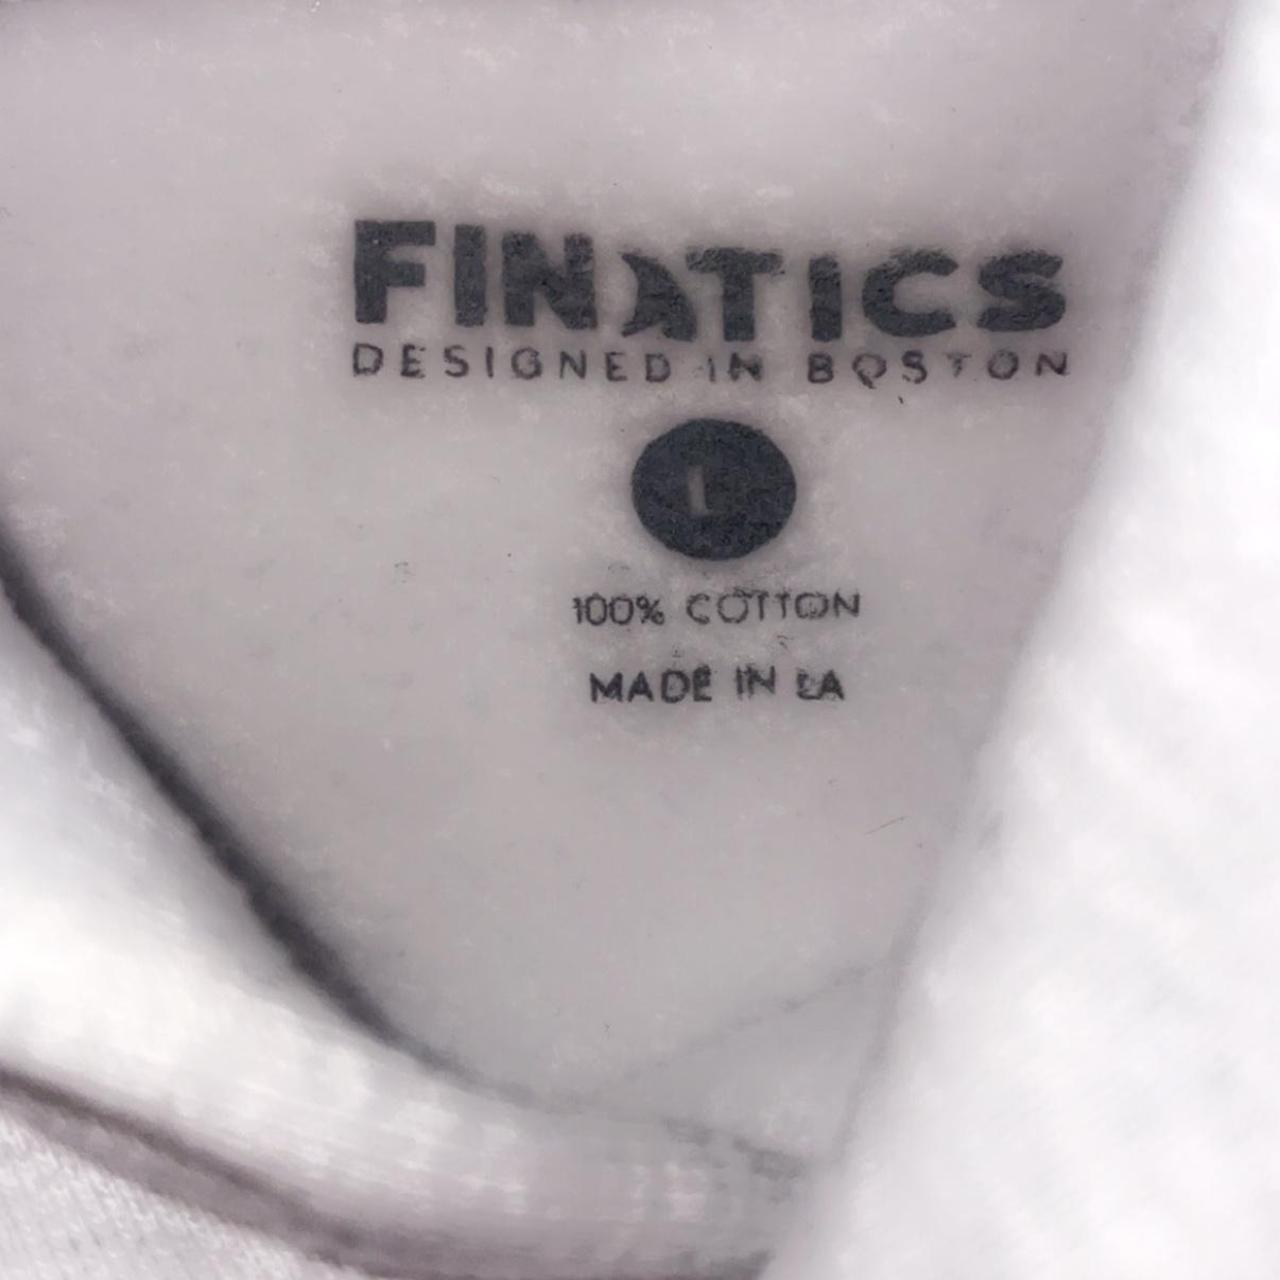 FINATICS
DESIGNED IN BOSTON
L
100% COTTON
MADE IN LA